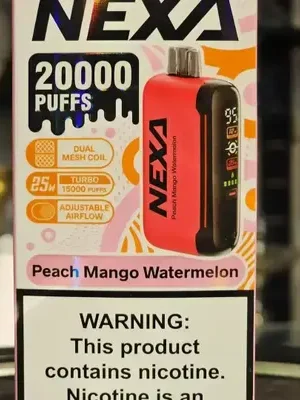 NEXA
20000
PUFFS
DUAL
MESH COIL
25W
TURBO
15000 PUFFS
ADJUSTABLE
AIRFLOW
NEXA
Peach Mango Watermelon
95
Peach Mango Watermelon
WARNING:
This product
contains nicotine.
Nicotine is an